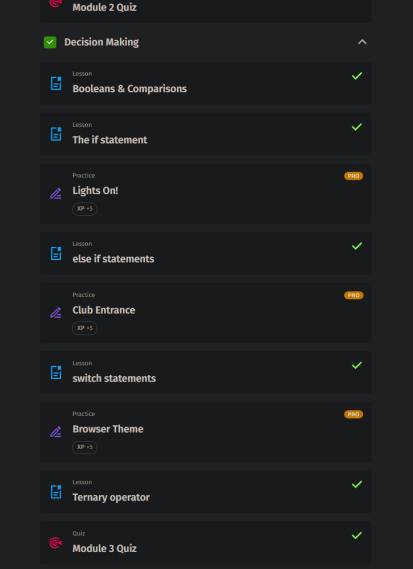 Module 2 Quiz
Decision Making
Lesson
Booleans & Comparisons
Lesson
The if statement
Practice
PRO
Lights On!
XP +5
Lesson
else if statements
Practice
PRO
Club Entrance
XP +5
Lesson
switch statements
Practice
PRO
Browser Theme
XP +5
Lesson
Ternary operator
Quiz
Module 3 Quiz